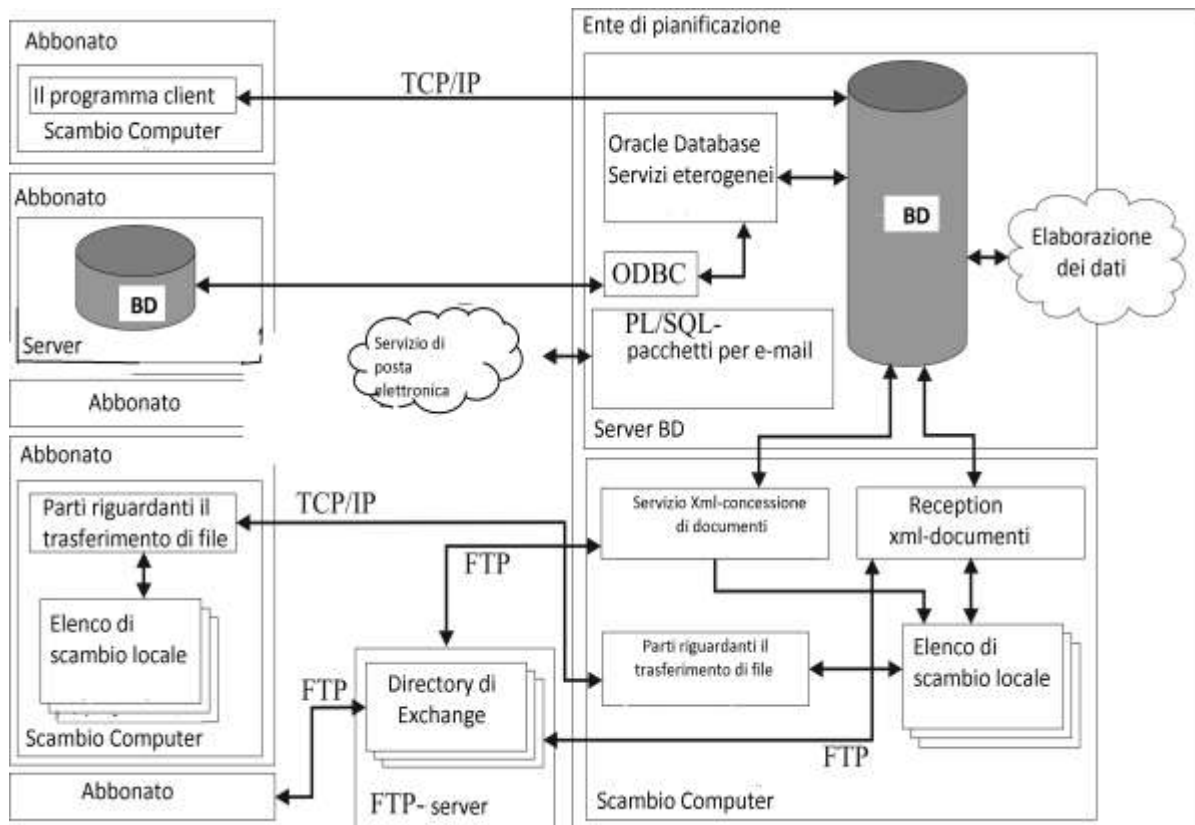 Abbonato
Il programma client
Scambio Computer
TCP/IP
Ente di pianificazione
Oracle Database
Servizi eterogenei
BD
Elaborazione
dei dati
Abbonato
BD
Server
ODBC
PL/SQL-
pacchetti per e-mail
Servizio di
posta
elettronica
Server BD
Abbonato
Abbonato
Parti riguardanti il
trasferimento di file
Elenco di
scambio locale
Scambio Computer
TCP/IP
FTP
Servizio Xml-concessione
di documenti
Reception
xml-documenti
Parti riguardanti il
trasferimento di file
Elenco di
scambio locale
FTP
Directory di
Exchange
FTP- server
FTP
Scambio Computer
Abbonato